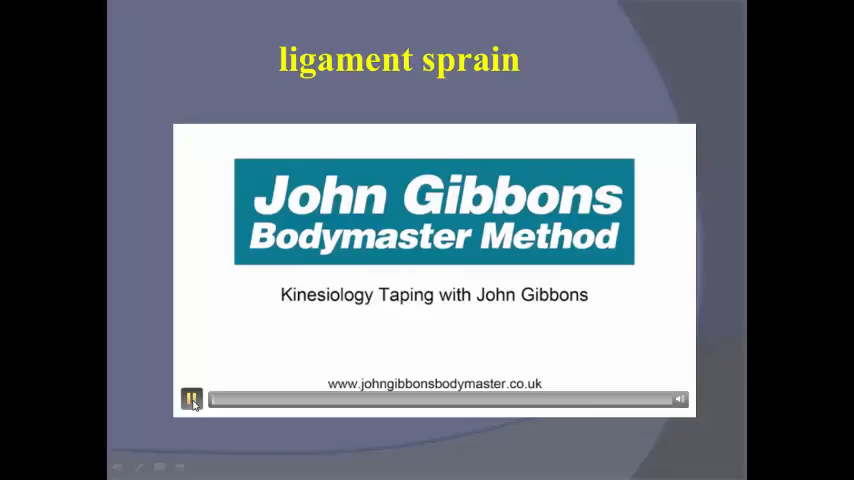 ligament sprain
John Gibbons
Bodymaster Method
Kinesiology Taping with John Gibbons
www.johngibbonsbodymaster.co.uk